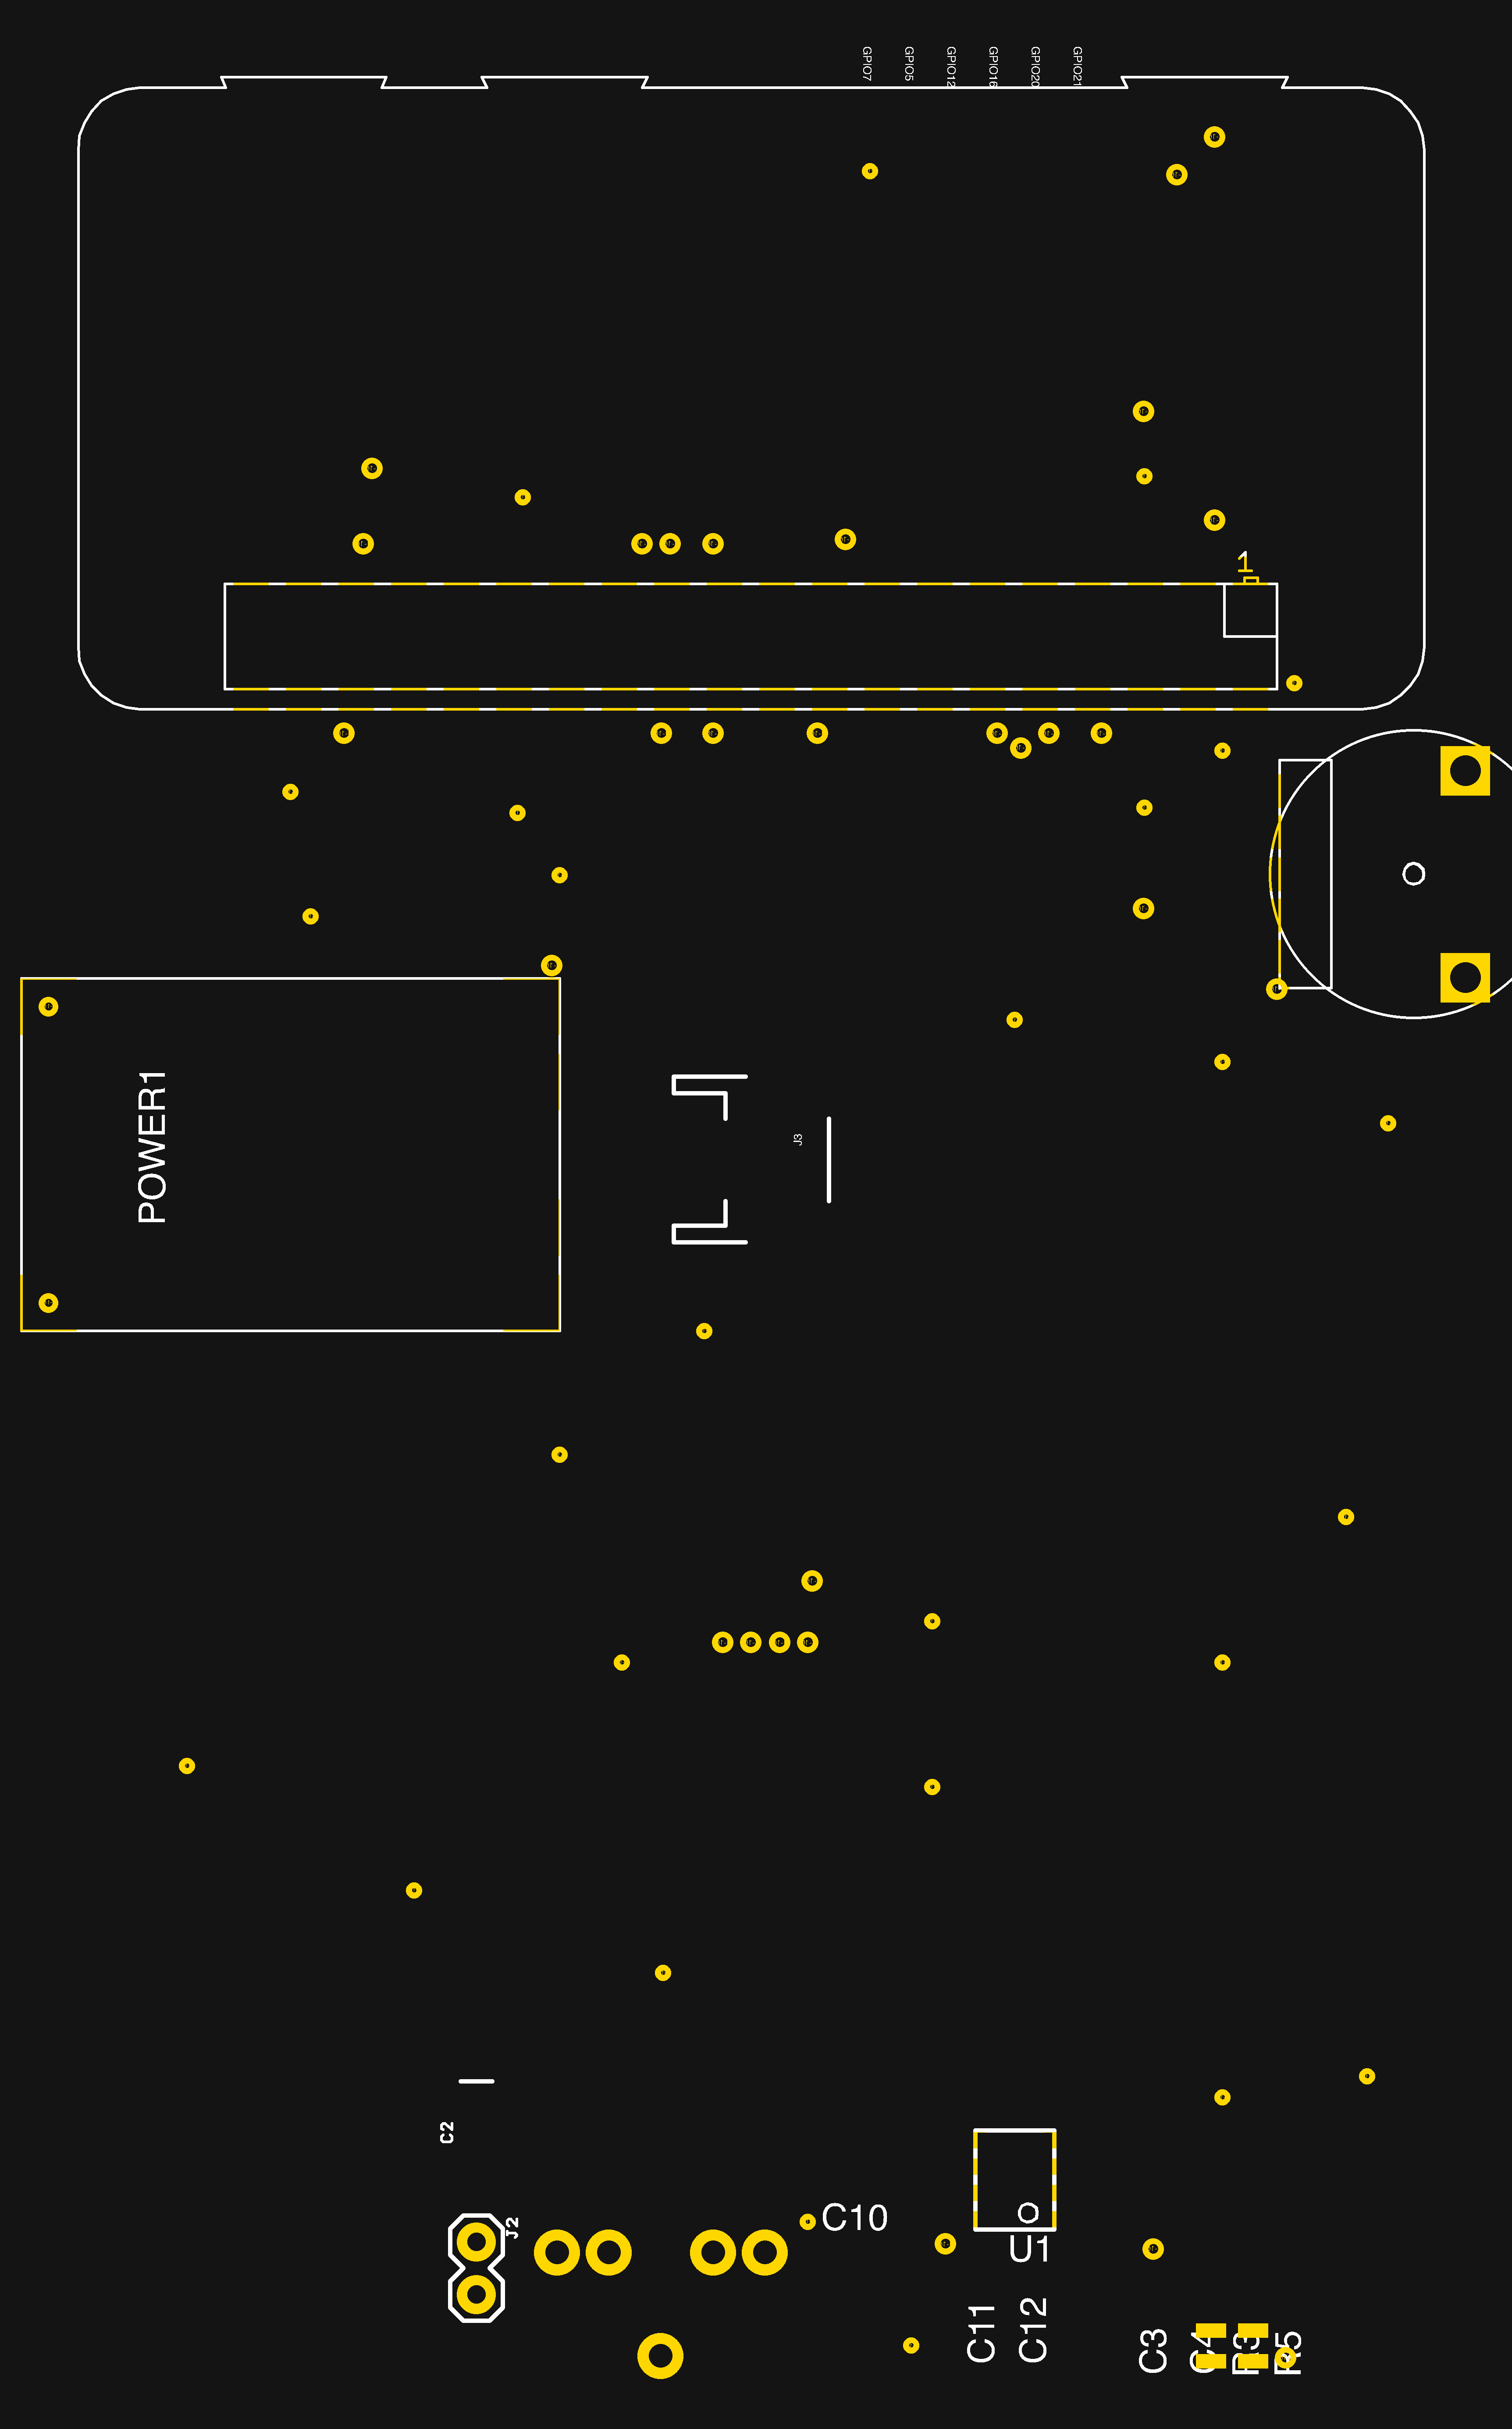 GPIO7
GPIO5
GPIO12
GPIO16
GPIO20
GPIO21
1
POWER1
J3
C2
J2
C10
U1
C11
C12
C3
C4
R3
R5